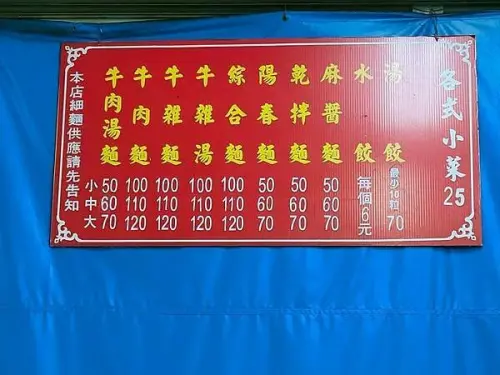 本店細麵供應請先告知
小 中 大
牛肉湯麵 50 60 70
牛肉麵 100 110 120
牛雜麵 100 110 120
牛雜湯 100 110 120
綜合麵 100 110 120
陽春麵 50 60 70
乾拌麵 50 60 70
麻醬麵 50 60 70
水餃 每個6元
湯餃 最少10粒 70
各式小菜 25